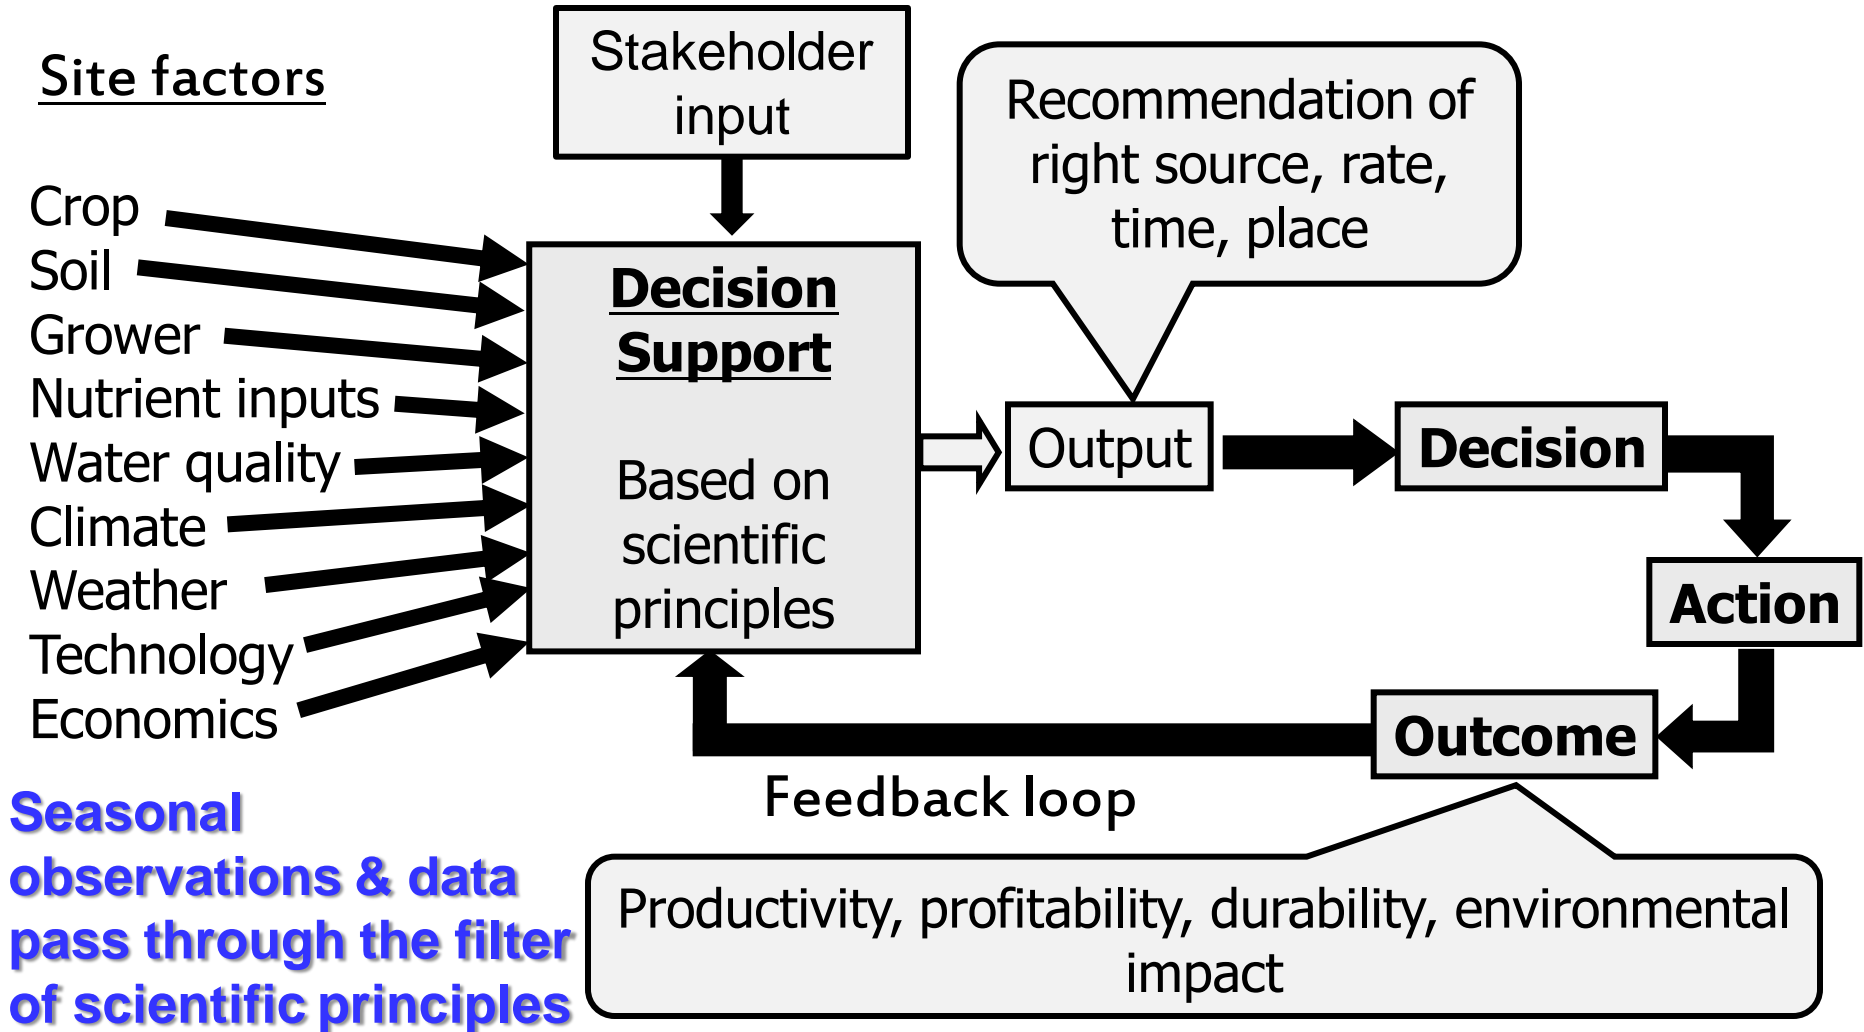 Site factors
Stakeholder
input
Recommendation of
right source, rate,
time, place
Crop
Soil
Grower
Nutrient inputs
Water quality
Climate
Weather
Technology
Economics
Decision
Support
Based on
scientific
principles
Output
Decision
Action
Outcome
Feedback loop
Seasonal
observations & data
pass through the filter
of scientific principles
Productivity, profitability, durability, environmental
impact